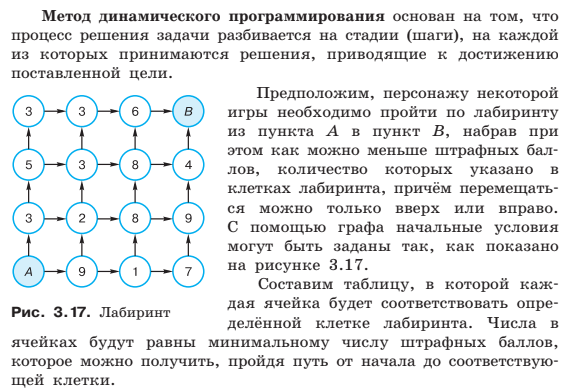 Метод динамического программирования основан на том, что
процесс решения задачи разбивается на стадии (шаги), на каждой
из которых принимаются решения, приводящие к достижению
поставленной цели.
3 3 6 B
5 3 8 4
3 2 8 9
A 9 1 7
Рис. 3.17. Лабиринт
Предположим, персонажу некоторой
игры необходимо пройти по лабиринту
из пункта A в пункт B, набрав при
этом как можно меньше штрафных бал-
лов, количество которых указано в
клетках лабиринта, причём перемещать-
ся можно только вверх или вправо.
С помощью графа начальные условия
могут быть заданы так, как показано
на рисунке 3.17.
Составим таблицу, в которой каж-
дая ячейка будет соответствовать опре-
делённой клетке лабиринта. Числа в
ячейках будут равны минимальному числу штрафных баллов,
которое можно получить, пройдя путь от начала до соответствую-
щей клетки.